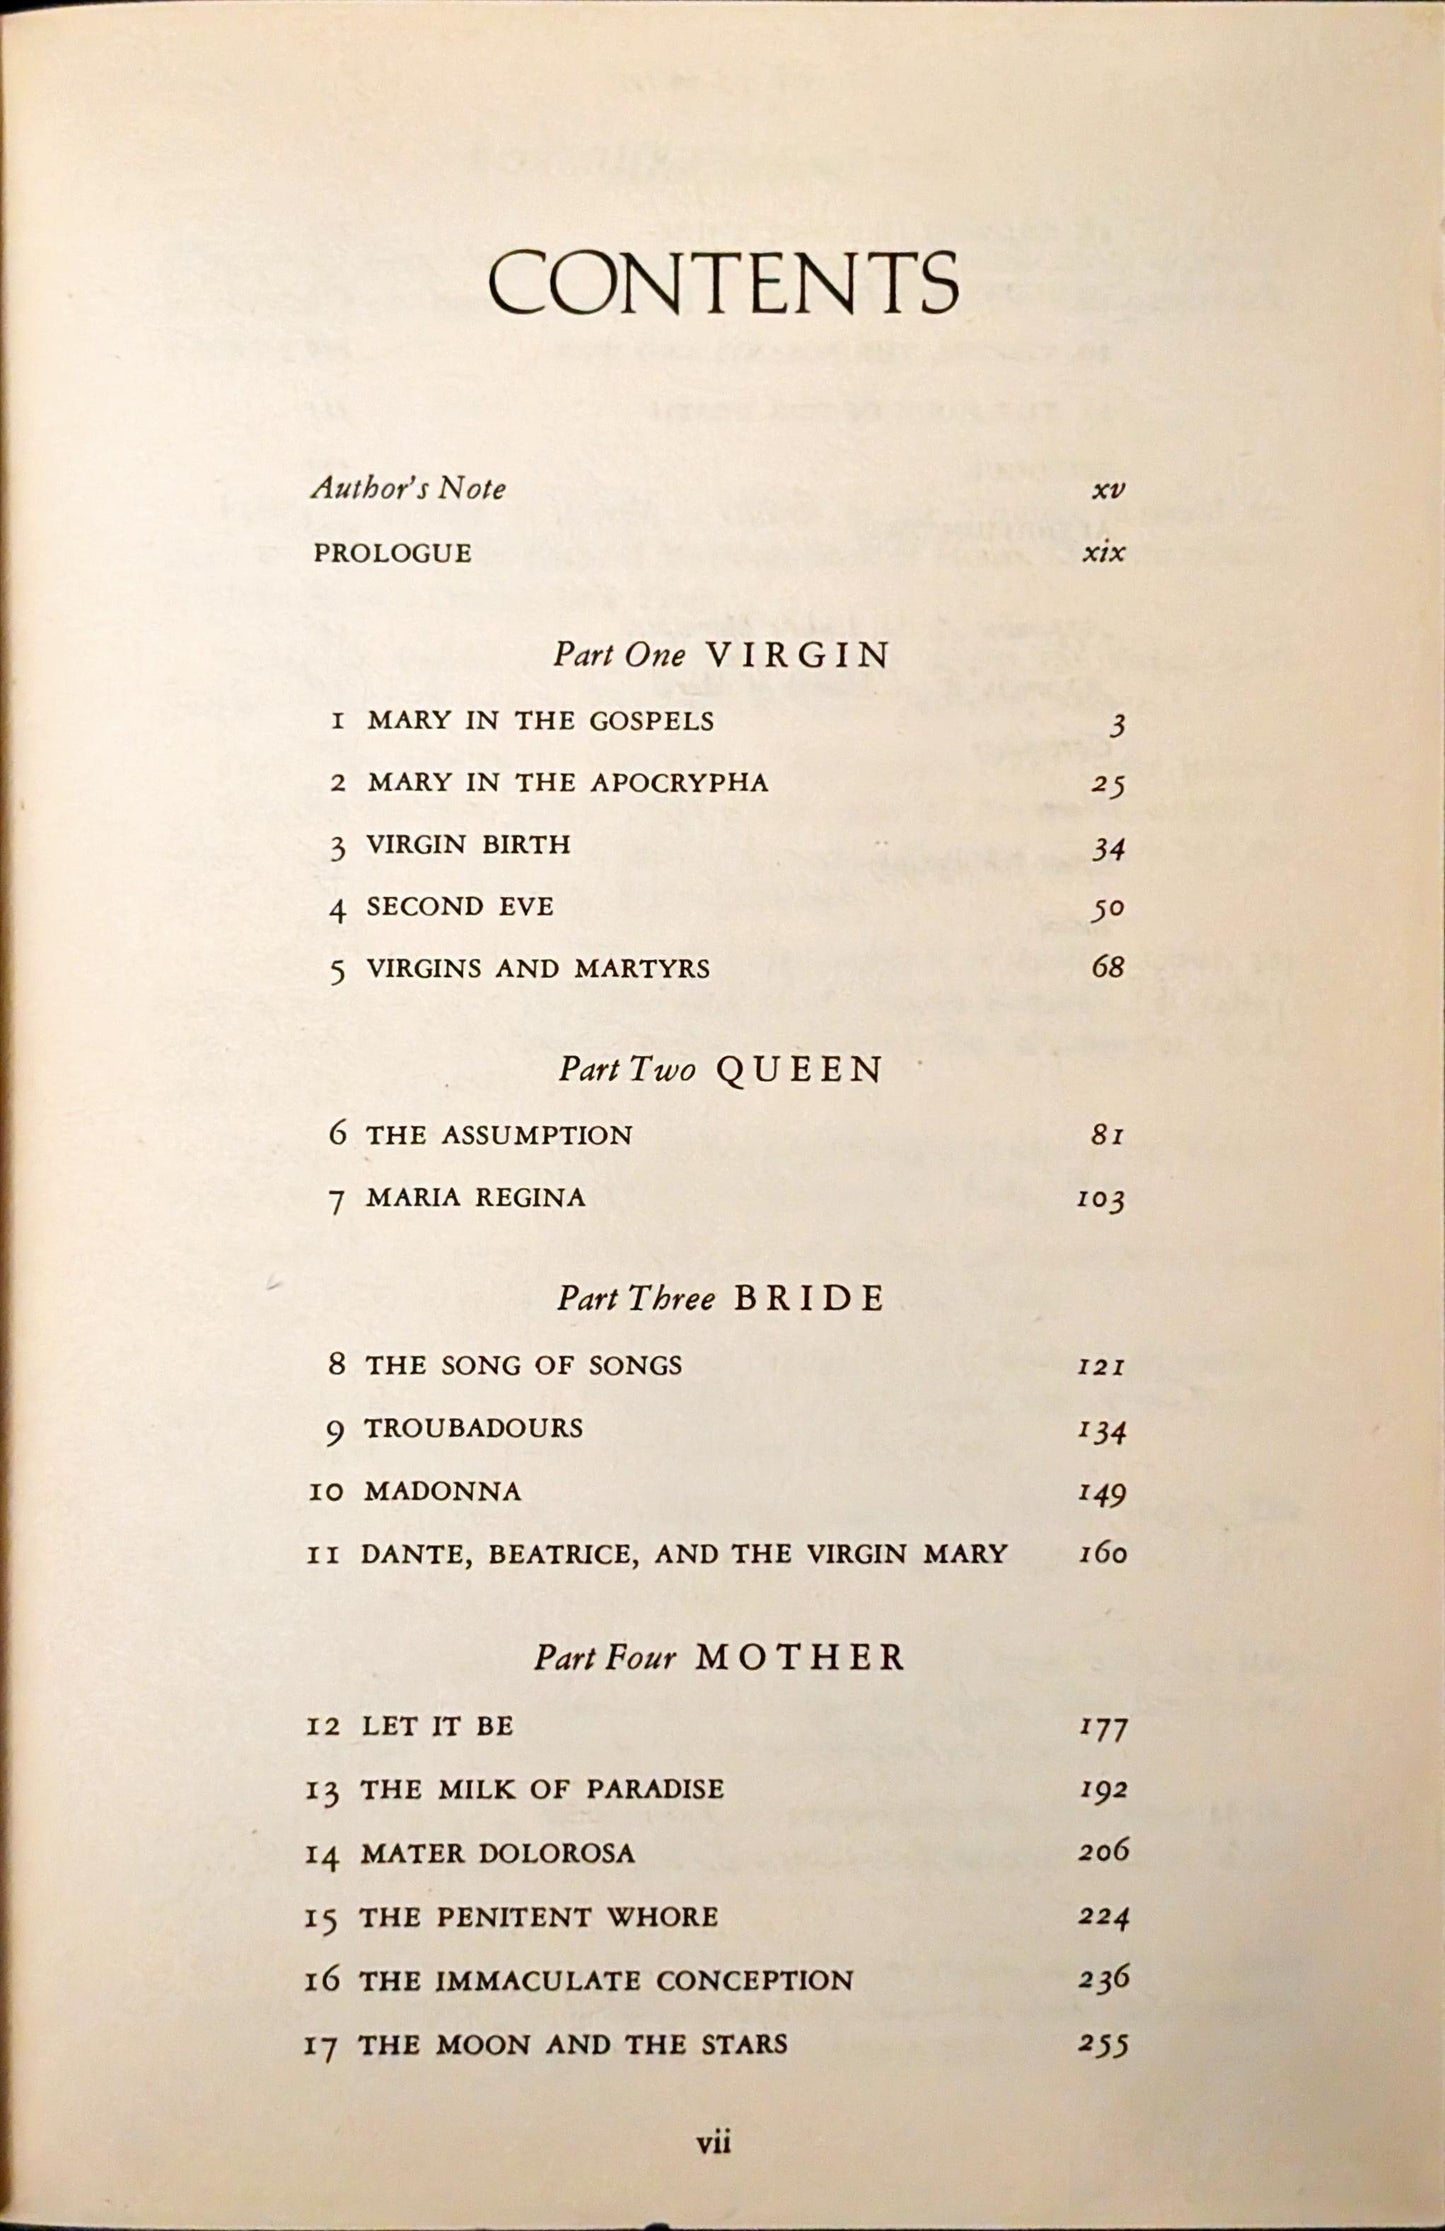 CONTENTS
Author's Note xv
PROLOGUE xix
Part One VIRGIN
1 MARY IN THE GOSPELS 3
2 MARY IN THE APOCRYPHA 25
3 VIRGIN BIRTH 34
4 SECOND EVE 50
5 VIRGINS AND MARTYRS 68
Part Two QUEEN
6 THE ASSUMPTION 81
7 MARIA REGINA 103
Part Three BRIDE
8 THE SONG OF SONGS 121
9 TROUBADOURS 134
10 MADONNA 149
11 DANTE, BEATRICE, AND THE VIRGIN MARY 160
Part Four MOTHER
12 LET IT BE 177
13 THE MILK OF PARADISE 192
14 MATER DOLOROSA 206
15 THE PENITENT WHORE 224
16 THE IMMACULATE CONCEPTION 236
17 THE MOON AND THE STARS 255
vii